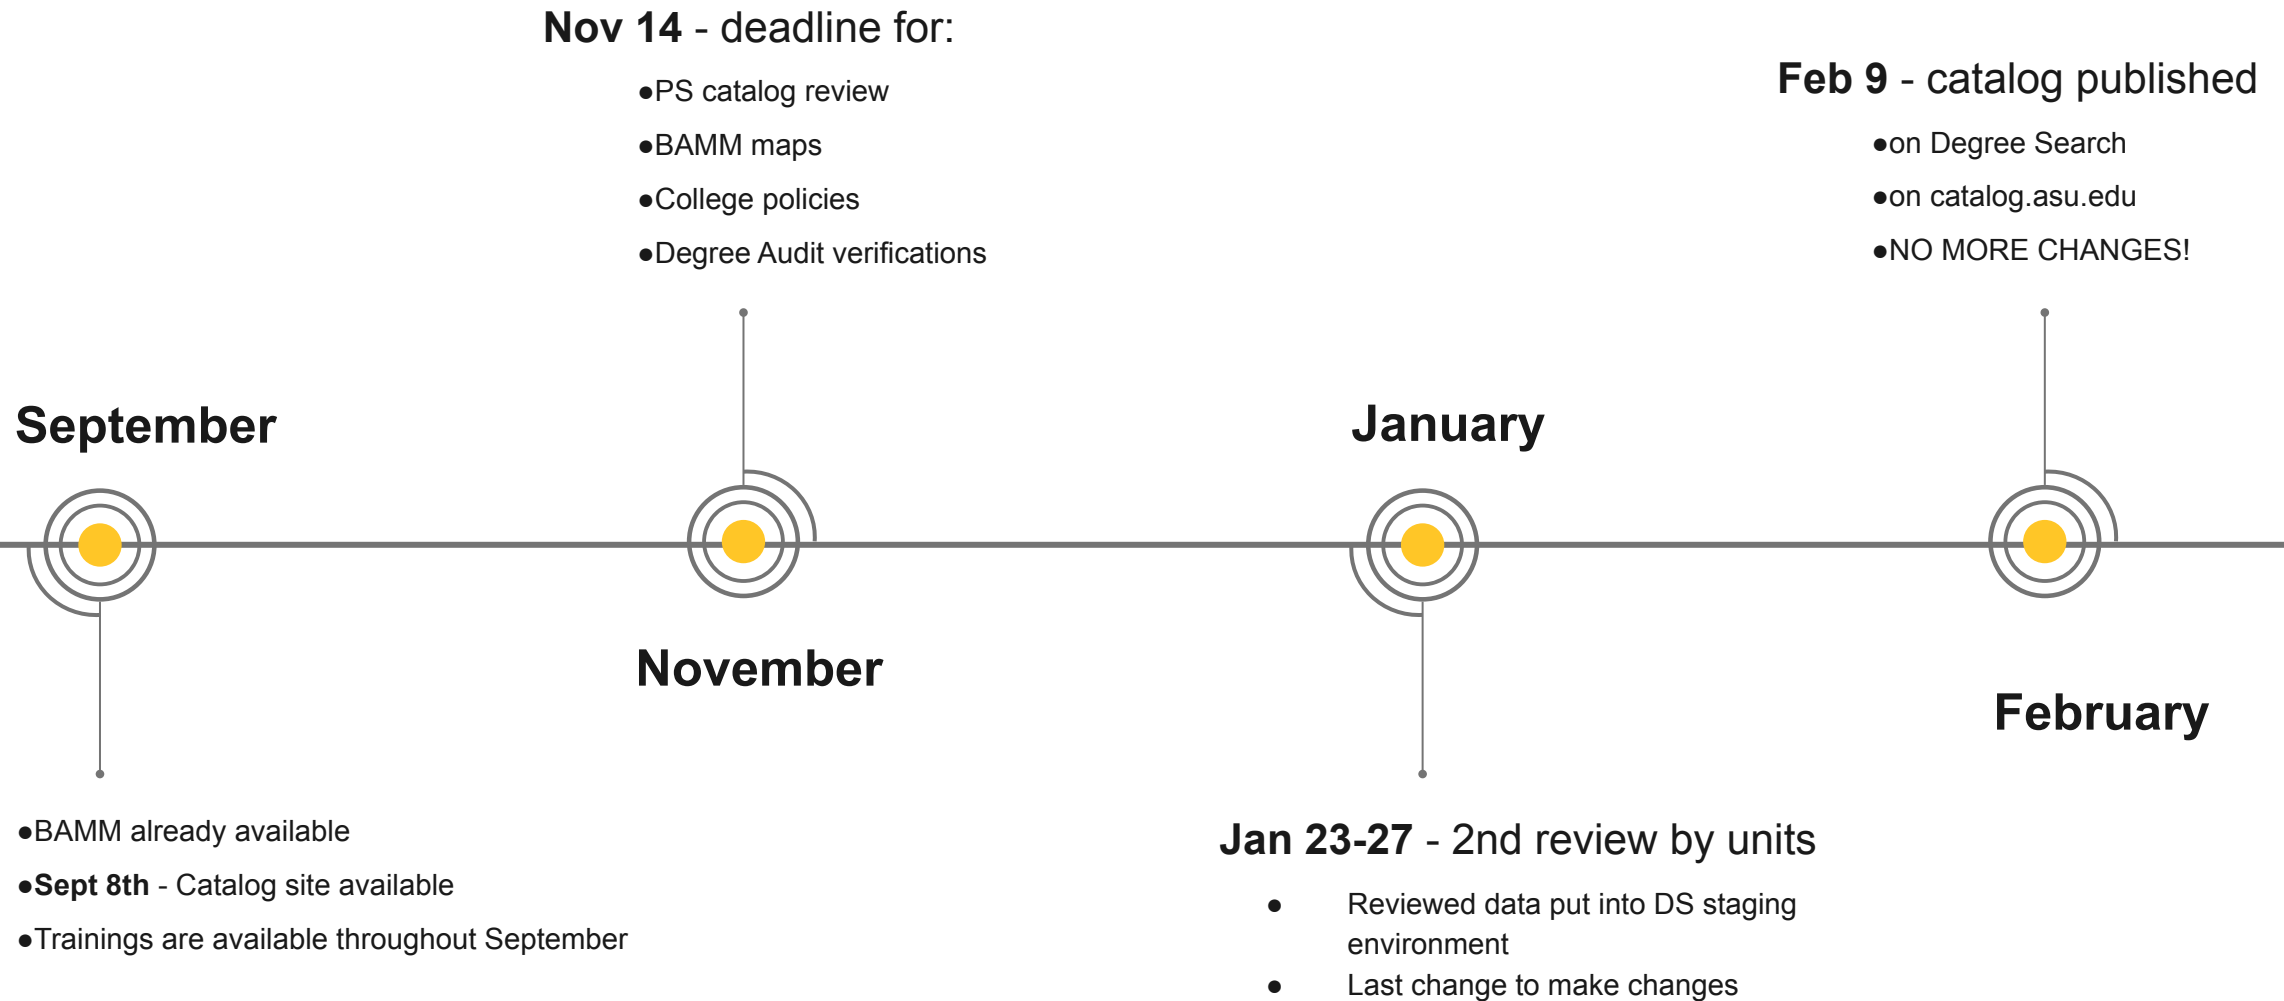 Nov 14 - deadline for:
●PS catalog review
●BAMM maps
●College policies
●Degree Audit verifications
Feb 9 - catalog published
●on Degree Search
●on catalog.asu.edu
●NO MORE CHANGES!
September
January
November
February
●BAMM already available
●Sept 8th - Catalog site available
●Trainings are available throughout September
Jan 23-27 - 2nd review by units
● Reviewed data put into DS staging
environment
● Last change to make changes